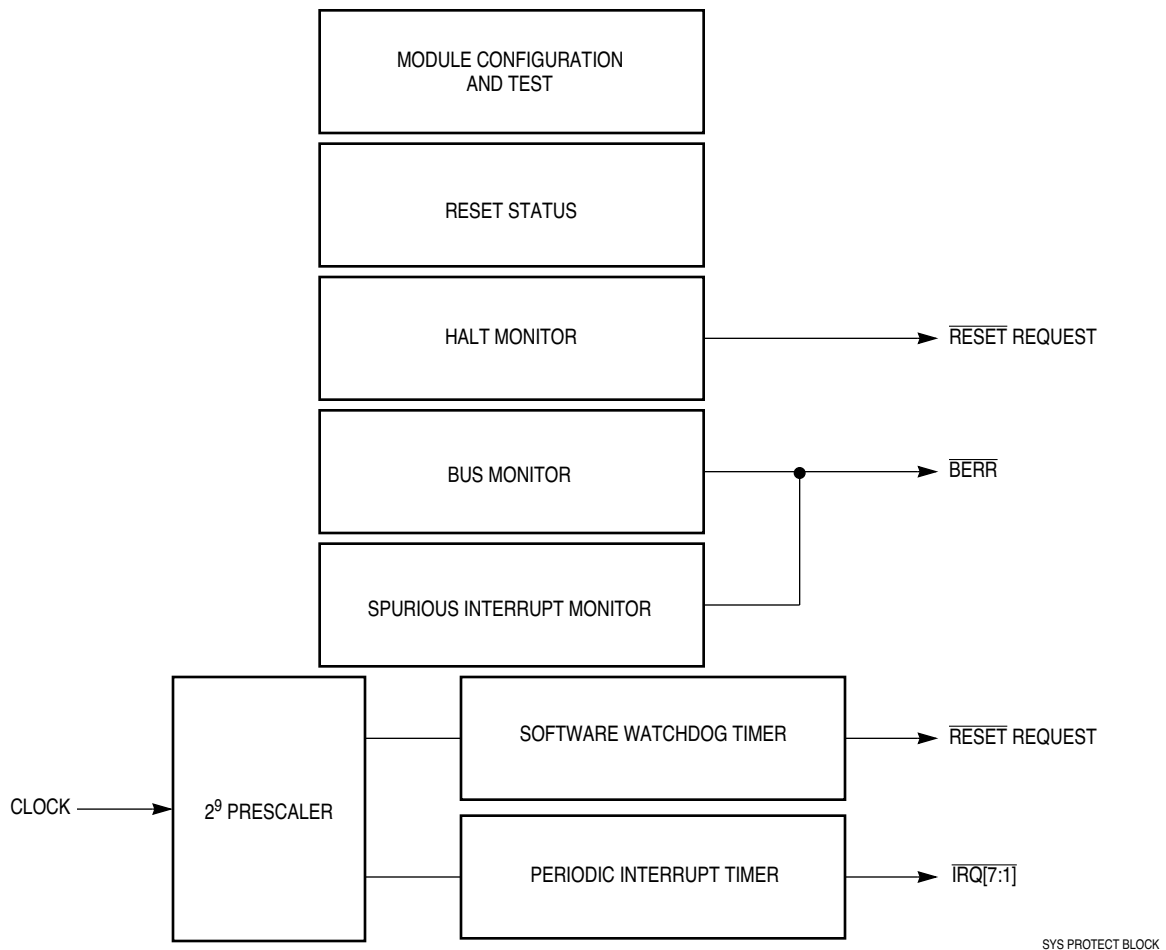 MODULE CONFIGURATION
AND TEST
RESET STATUS
HALT MONITOR
RESET REQUEST
BUS MONITOR
BERR
SPURIOUS INTERRUPT MONITOR
SOFTWARE WATCHDOG TIMER
RESET REQUEST
CLOCK
2⁹ PRESCALER
PERIODIC INTERRUPT TIMER
IRQ[7:1]
SYS PROTECT BLOCK